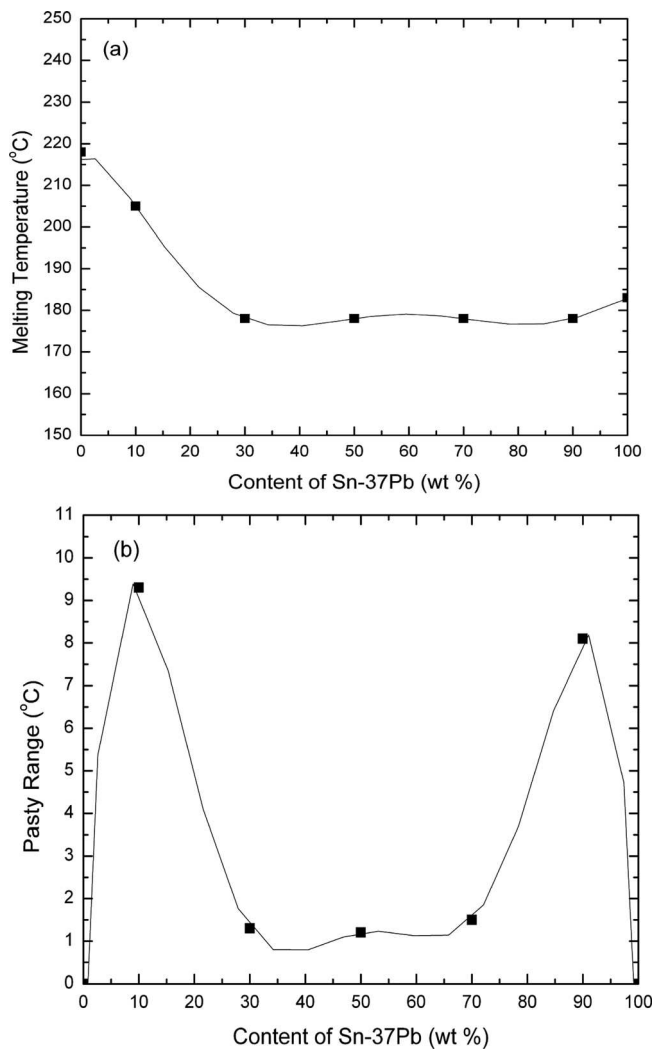 250
(a)
240
230
220
210
200
190
180
170
160
150
Melting Temperature (°C)
0 10 20 30 40 50 60 70 80 90 100
Content of Sn-37Pb (wt %)
11
(b)
10
9
8
7
6
5
4
3
2
1
0
Pasty Range (°C)
0 10 20 30 40 50 60 70 80 90 100
Content of Sn-37Pb (wt %)